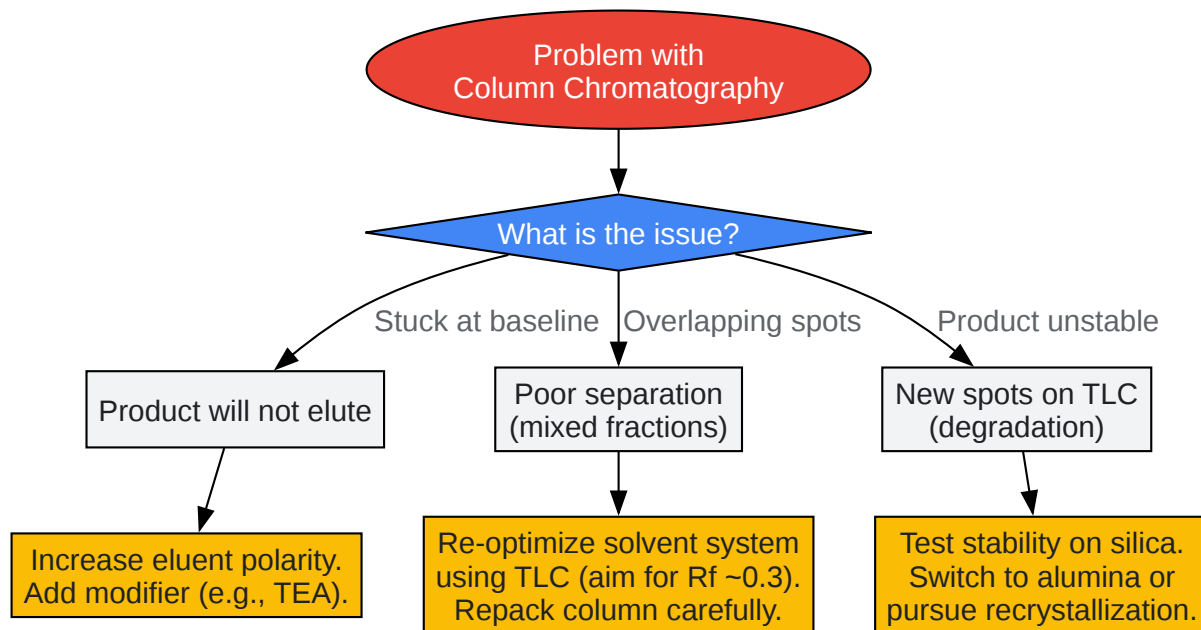 Problem with
Column Chromatography
What is the issue?
Stuck at baseline
Overlapping spots
Product unstable
Product will not elute
Poor separation
(mixed fractions)
New spots on TLC
(degradation)
Increase eluent polarity.
Add modifier (e.g., TEA).
Re-optimize solvent system
using TLC (aim for Rf ~0.3).
Repack column carefully.
Test stability on silica.
Switch to alumina or
pursue recrystallization.